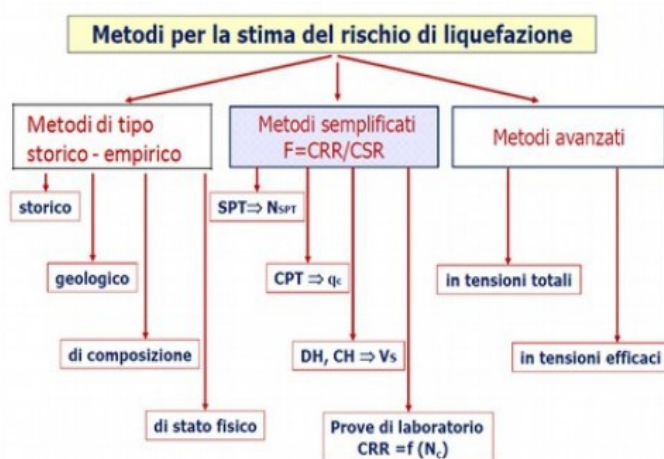 Metodi per la stima del rischio di liquefazione
Metodi di tipo
storico - empirico
Metodi semplificati
F=CRR/CSR
Metodi avanzati
storico
geologico
di composizione
di stato fisico
SPT⇒ NSPT
CPT ⇒ qc
DH, CH ⇒ VS
Prove di laboratorio
CRR =f (Nc)
in tensioni totali
in tensioni efficaci